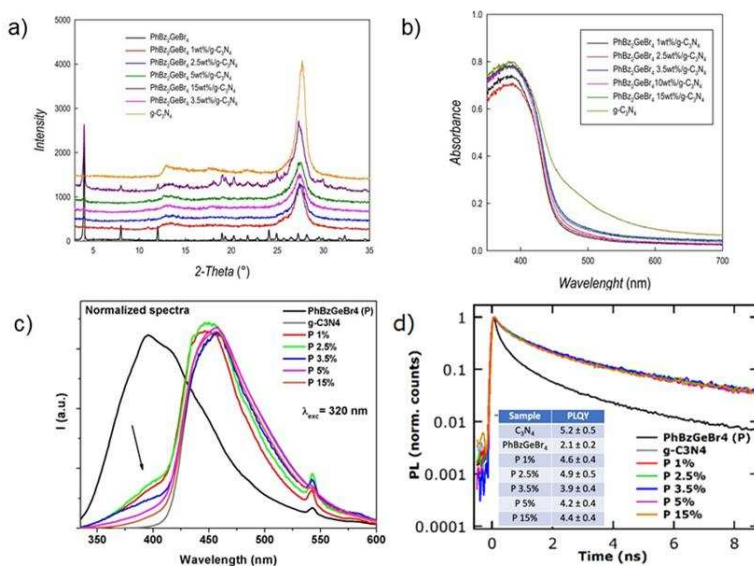 a)
5000
4000
3000
2000
1000
0
Intensity
PhBz₂GeBr₄
PhBz₂GeBr₄ 1wt%/g-C₃N₄
PhBz₂GeBr₄ 2.5wt%/g-C₃N₄
PhBz₂GeBr₄ 5wt%/g-C₃N₄
PhBz₂GeBr₄ 15wt%/g-C₃N₄
PhBz₂GeBr₄ 3.5wt%/g-C₃N₄
g-C₃N₄
5 10 15 20 25 30 35
2-Theta (°)
b)
1.0
0.8
0.6
0.4
0.2
0.0
Absorbance
PhBz₂GeBr₄ 1wt%/g-C₃N₄
PhBz₂GeBr₄ 2.5wt%/g-C₃N₄
PhBz₂GeBr₄ 3.5wt%/g-C₃N₄
PhBz₂GeBr₄10wt%/g-C₃N₄
PhBz₂GeBr₄ 15wt%/g-C₃N₄
g-C₃N₄
400 500 600 700
Wavelenght (nm)
c)
Normalized spectra
I (a.u.)
PhBzGeBr4 (P)
g-C3N4
P 1%
P 2.5%
P 3.5%
P 5%
P 15%
λexc= 320 nm
350 400 450 500 550 600
Wavelength (nm)
d)
1
0.1
0.01
0.001
0.0001
PL (norm. counts)
Sample PLQY
C₃N₄ 5.2 ± 0.5
PhBzGeBr₄ 2.1 ± 0.2
P 1% 4.6 ± 0.4
P 2.5% 4.9 ± 0.5
P 3.5% 3.9 ± 0.4
P 5% 4.2 ± 0.4
P 15% 4.4 ± 0.4
PhBzGeBr4 (P)
g-C3N4
P 1%
P 2.5%
P 3.5%
P 5%
P 15%
0 2 4 6 8
Time (ns)